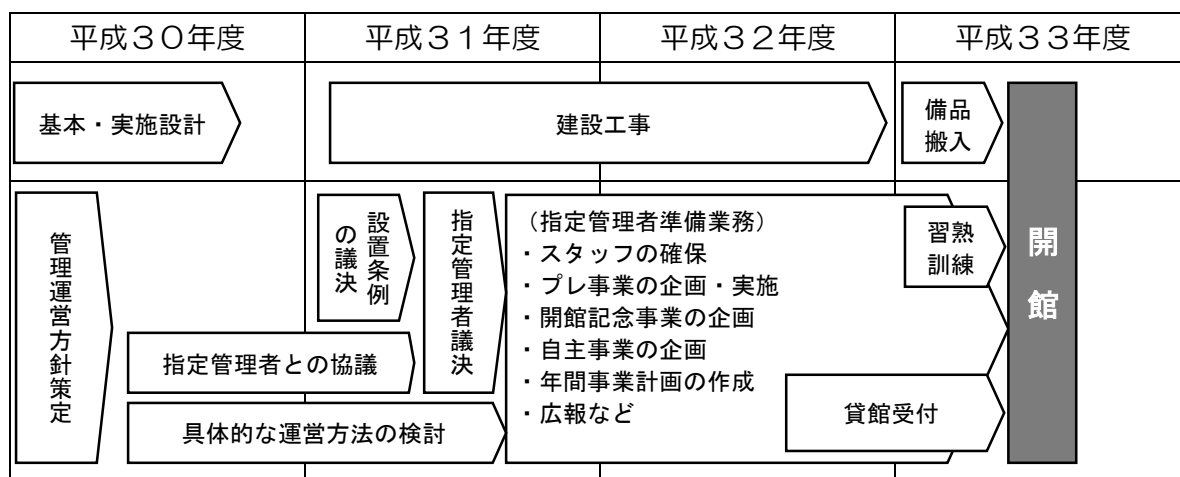 平成３０年度
平成３１年度
平成３２年度
平成３３年度
基本・実施設計
建設工事
備品
搬入
管理運営方針策定
設置条例
の議決
指定管理者議決
（指定管理者準備業務）
・スタッフの確保
・プレ事業の企画・実施
・開館記念事業の企画
・自主事業の企画
・年間事業計画の作成
・広報など
習熟
訓練
開館
指定管理者との協議
具体的な運営方法の検討
貸館受付